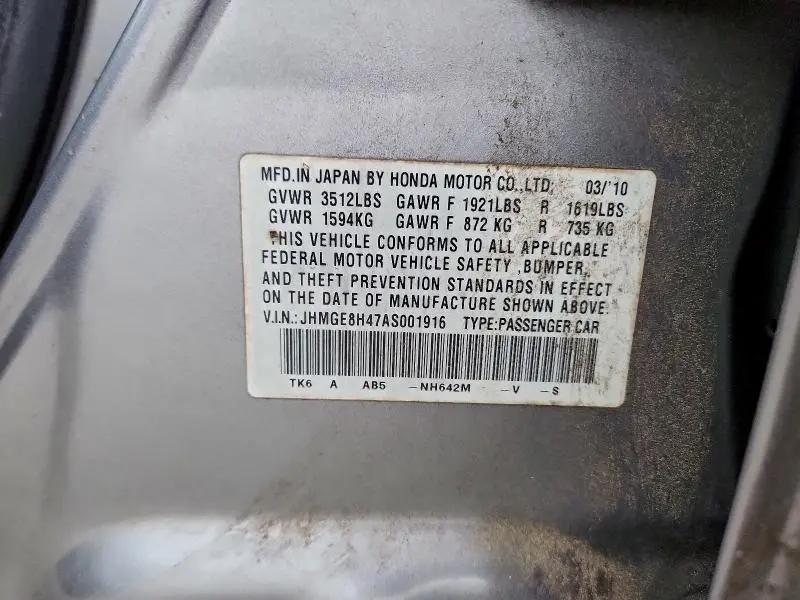 MFD.IN JAPAN BY HONDA MOTOR CO.,LTD, 03/'10
GVWR 3512LBS GAWR F 1921LBS R 1619LBS
GVWR 1594KG GAWR F 872 KG R 735 KG
THIS VEHICLE CONFORMS TO ALL APPLICABLE
FEDERAL MOTOR VEHICLE SAFETY ,BUMPER,
AND THEFT PREVENTION STANDARDS IN EFFECT
ON THE DATE OF MANUFACTURE SHOWN ABOVE.
V.I.N.:JHMGE8H47AS001916 TYPE:PASSENGER CAR
TK6 A AB5 -NH642M -V -S